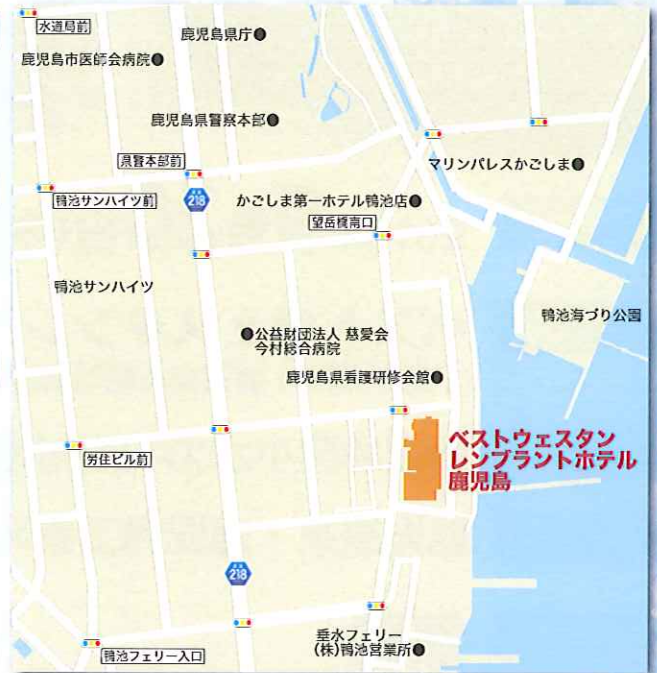 水道局前
鹿児島県庁
鹿児島市医師会病院
鹿児島県警察本部
県警本部前
マリンパレスかごしま
鴨池サンハイツ前
218
かごしま第一ホテル鴨池店
望岳橋南口
鴨池サンハイツ
鴨池海づり公園
公益財団法人 慈愛会
今村総合病院
鹿児島県看護研修会館
ベストウェスタン
レンブラントホテル
鹿児島
労住ビル前
218
垂水フェリー
(株)鴨池営業所
鴨池フェリー入口